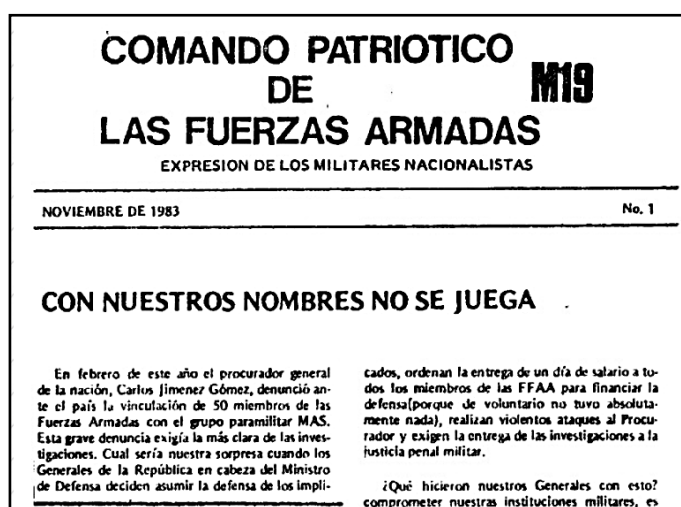 COMANDO PATRIOTICO
DE
M19
LAS FUERZAS ARMADAS
EXPRESION DE LOS MILITARES NACIONALISTAS
NOVIEMBRE DE 1983 No. 1
CON NUESTROS NOMBRES NO SE JUEGA
En febrero de este año el procurador general
de la nación, Carlos Jimenez Gómez, denunció an-
te el país la vinculación de 50 miembros de las
Fuerzas Armadas con el grupo paramilitar MAS.
Esta grave denuncia exigía la más clara de las inves-
tigaciones. Cual sería nuestra sorpresa cuando los
Generales de la República en cabeza del Ministro
de Defensa deciden asumir la defensa de los impli-
cados, ordenan la entrega de un día de salario a to-
dos los miembros de las FFAA para financiar la
defensa(porque de voluntario no tuvo absoluta-
mente nada), realizan violentos ataques al Procu-
rador y exigen la entrega de las investigaciones a la
justicia penal militar.
¿Qué hicieron nuestros Generales con esto?
comprometer nuestras instituciones militares, es